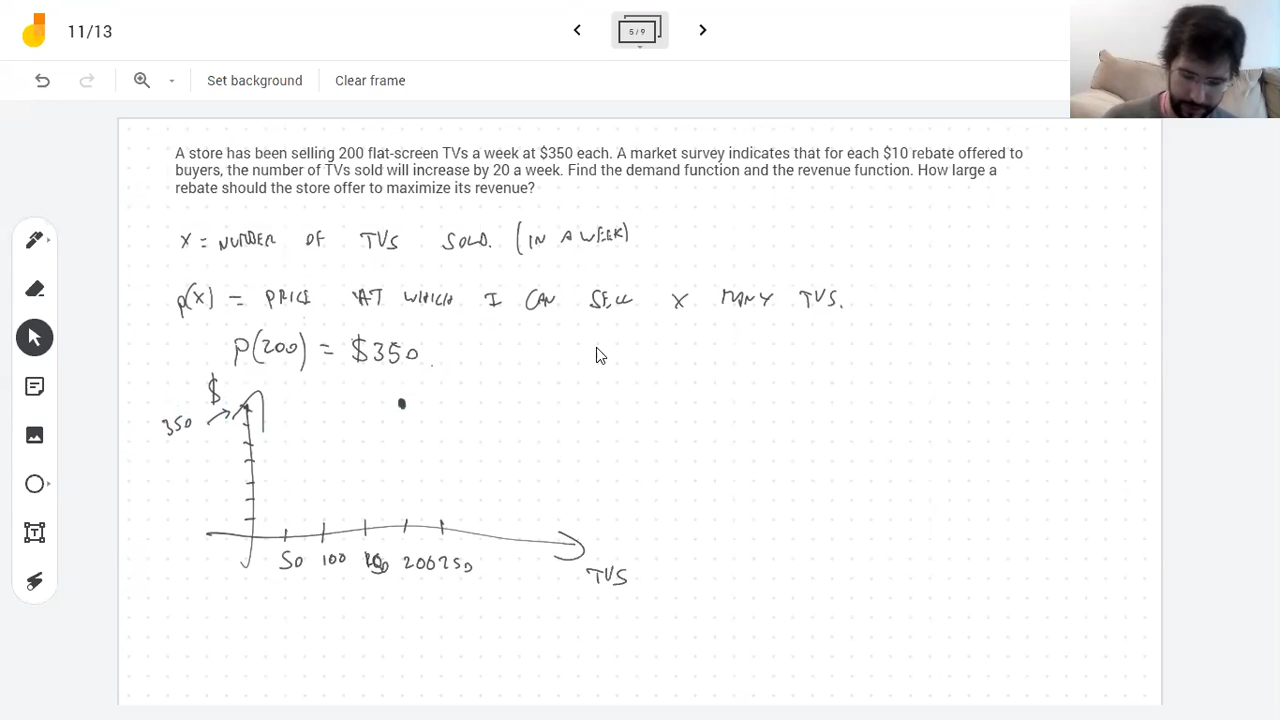 11/13
5 / 9
Set background
Clear frame
A store has been selling 200 flat-screen TVs a week at $350 each. A market survey indicates that for each $10 rebate offered to
buyers, the number of TVs sold will increase by 20 a week. Find the demand function and the revenue function. How large a
rebate should the store offer to maximize its revenue?
X = NUMBER OF TVS SOLD. (IN A WEEK)
p(x) = PRICE AT WHICH I CAN SELL X MANY TVS.
P(200) = $350.
$
350
50 100 150 200 250
TVS